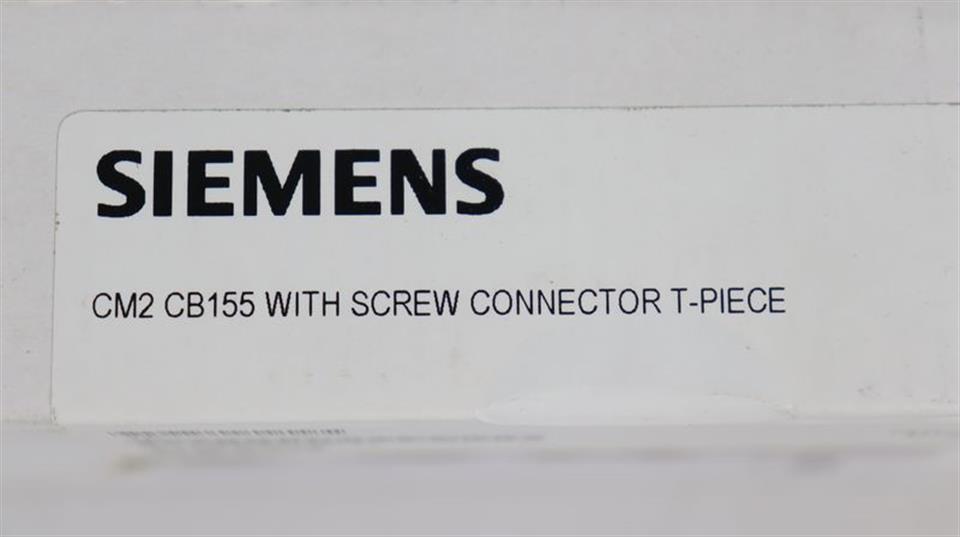 SIEMENS
CM2 CB155 WITH SCREW CONNECTOR T-PIECE